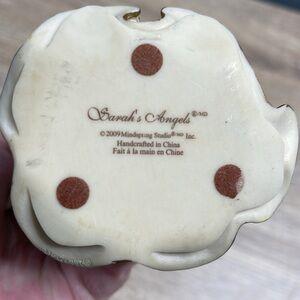 Sarah's Angels®/MD
© 2009 Mindspring Studio®/MD Inc.
Handcrafted in China
Fait à la main en Chine